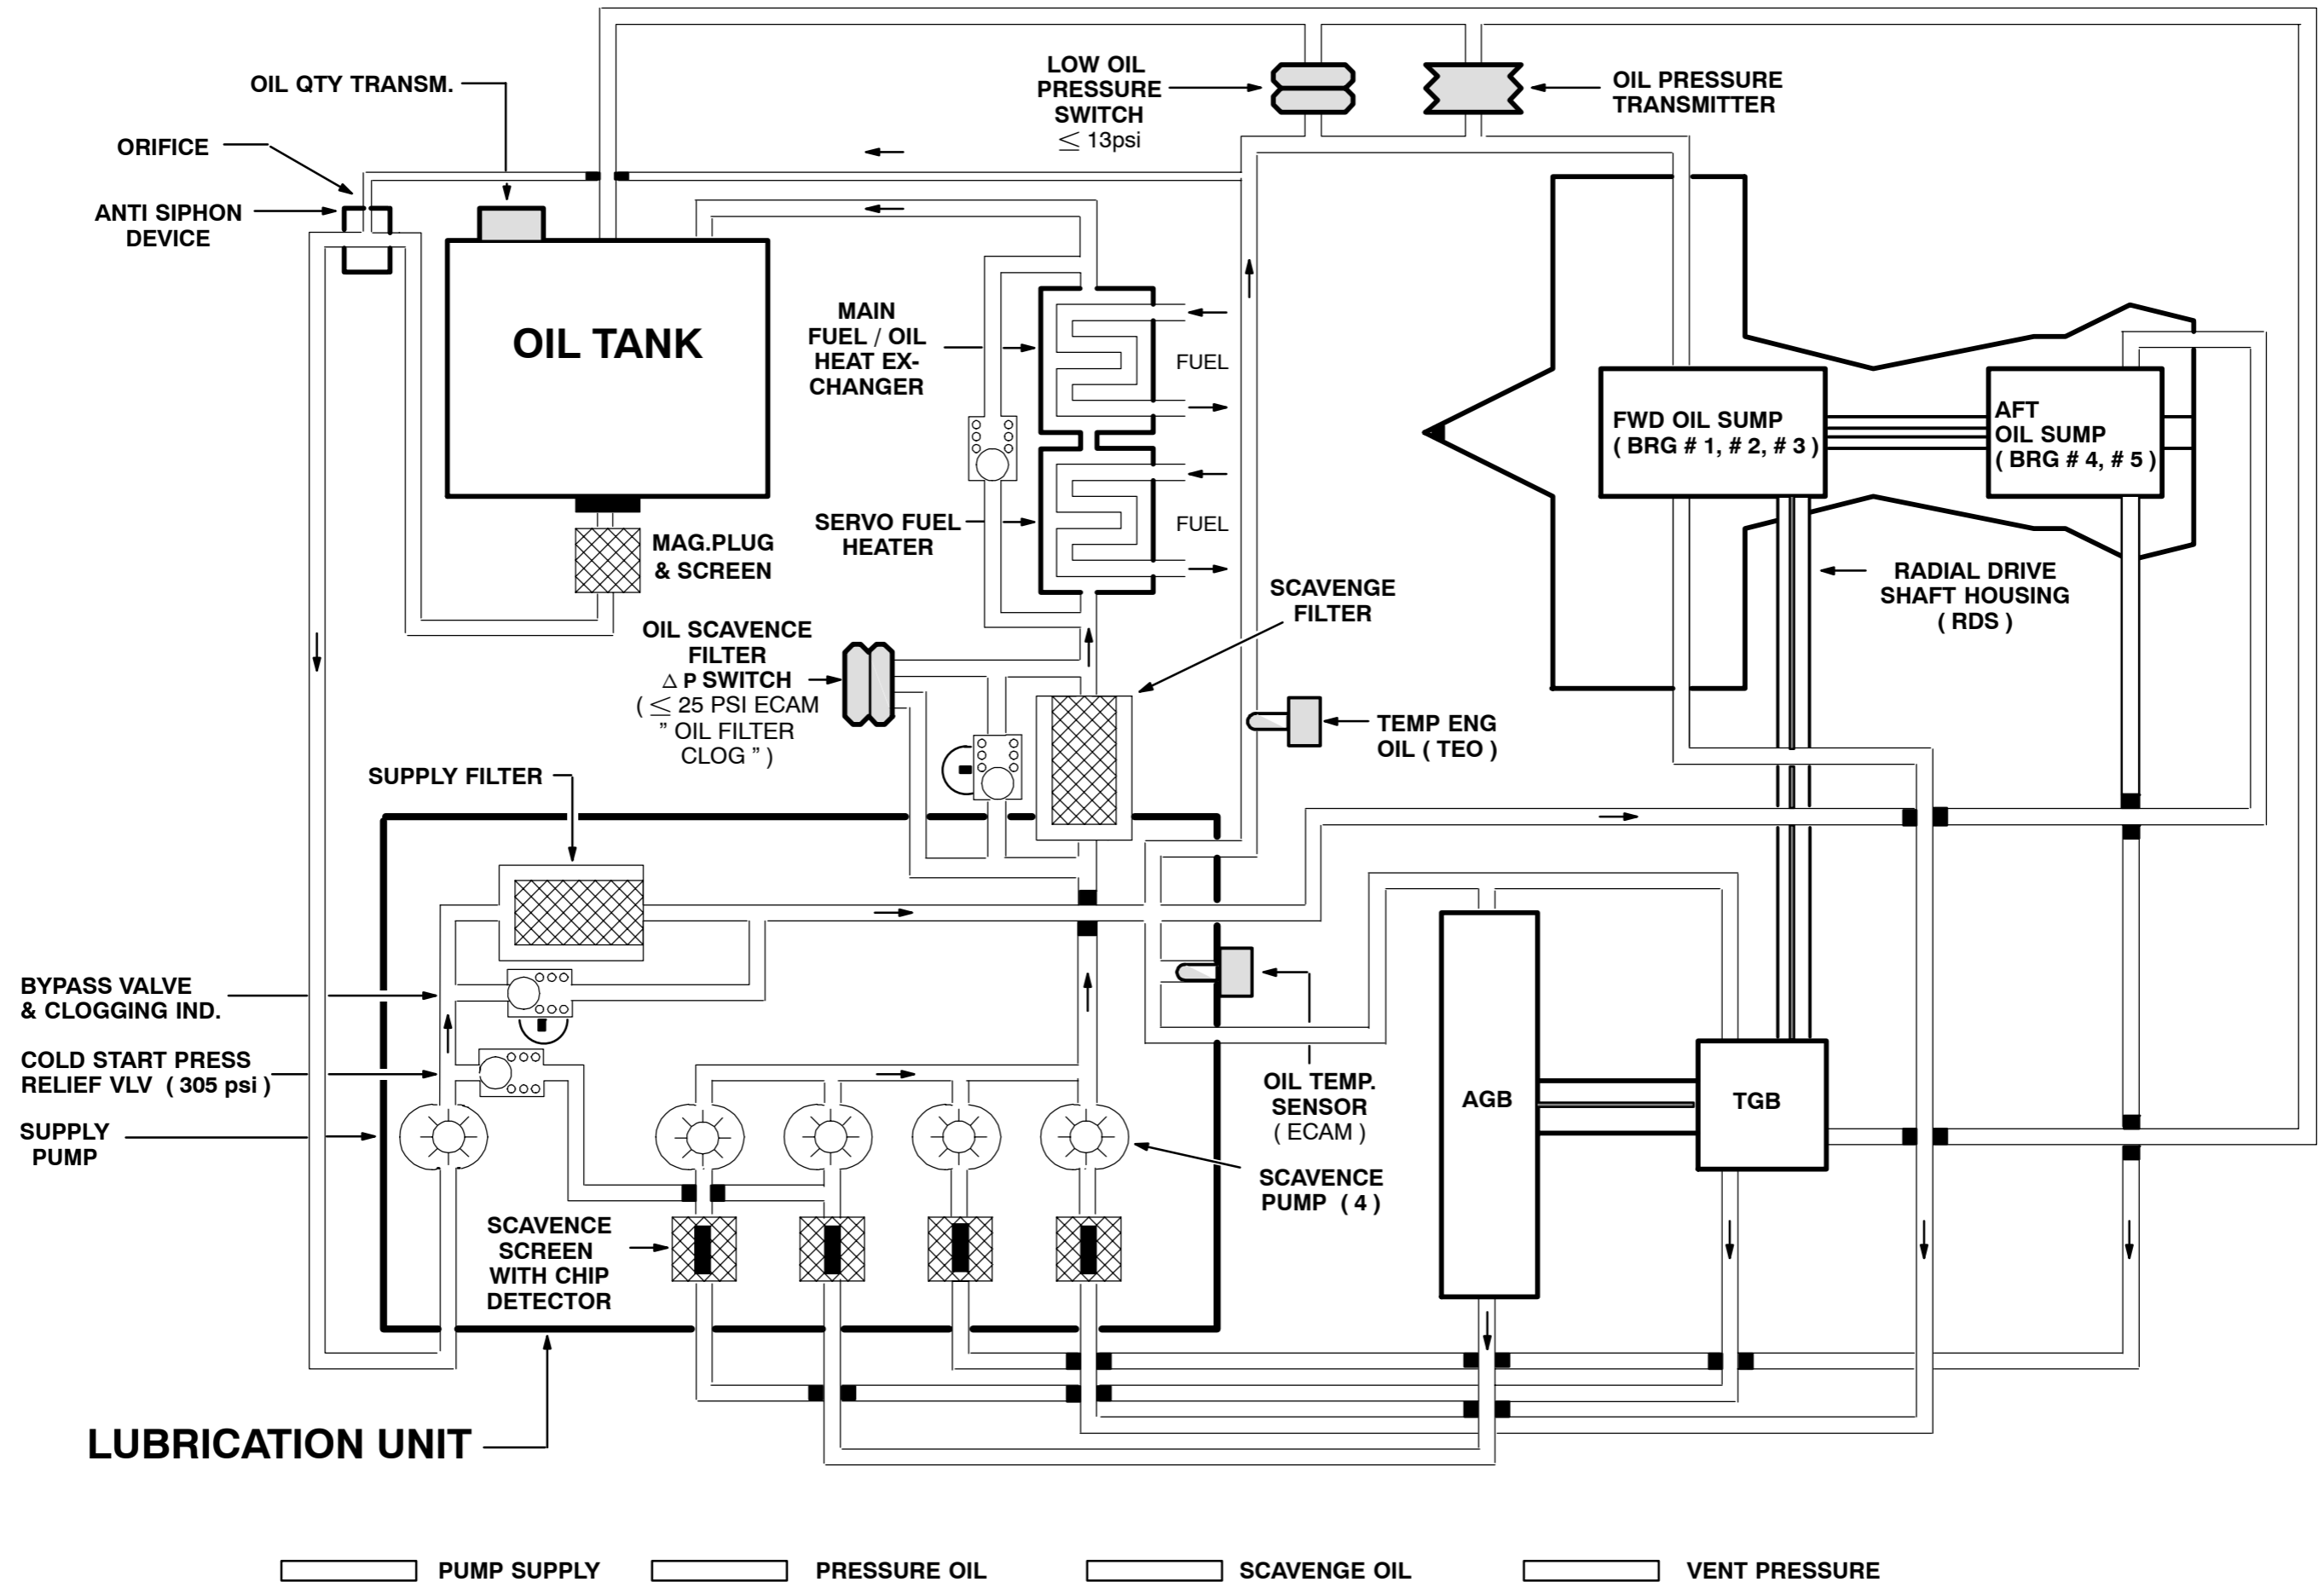 OIL QTY TRANSM.
ORIFICE
ANTI SIPHON
DEVICE
OIL TANK
MAG.PLUG
& SCREEN
LOW OIL
PRESSURE
SWITCH
≤ 13psi
OIL PRESSURE
TRANSMITTER
MAIN
FUEL / OIL
HEAT EX-
CHANGER
FUEL
SERVO FUEL
HEATER
FUEL
FWD OIL SUMP
( BRG # 1, # 2, # 3 )
AFT
OIL SUMP
( BRG # 4, # 5 )
RADIAL DRIVE
SHAFT HOUSING
( RDS )
SCAVENGE
FILTER
OIL SCAVENCE
FILTER
△ P SWITCH
( ≤ 25 PSI ECAM
” OIL FILTER
CLOG ” )
TEMP ENG
OIL ( TEO )
SUPPLY FILTER
BYPASS VALVE
& CLOGGING IND.
COLD START PRESS
RELIEF VLV ( 305 psi )
SUPPLY
PUMP
OIL TEMP.
SENSOR
( ECAM )
AGB
TGB
SCAVENCE
PUMP ( 4 )
SCAVENCE
SCREEN
WITH CHIP
DETECTOR
LUBRICATION UNIT
PUMP SUPPLY
PRESSURE OIL
SCAVENGE OIL
VENT PRESSURE